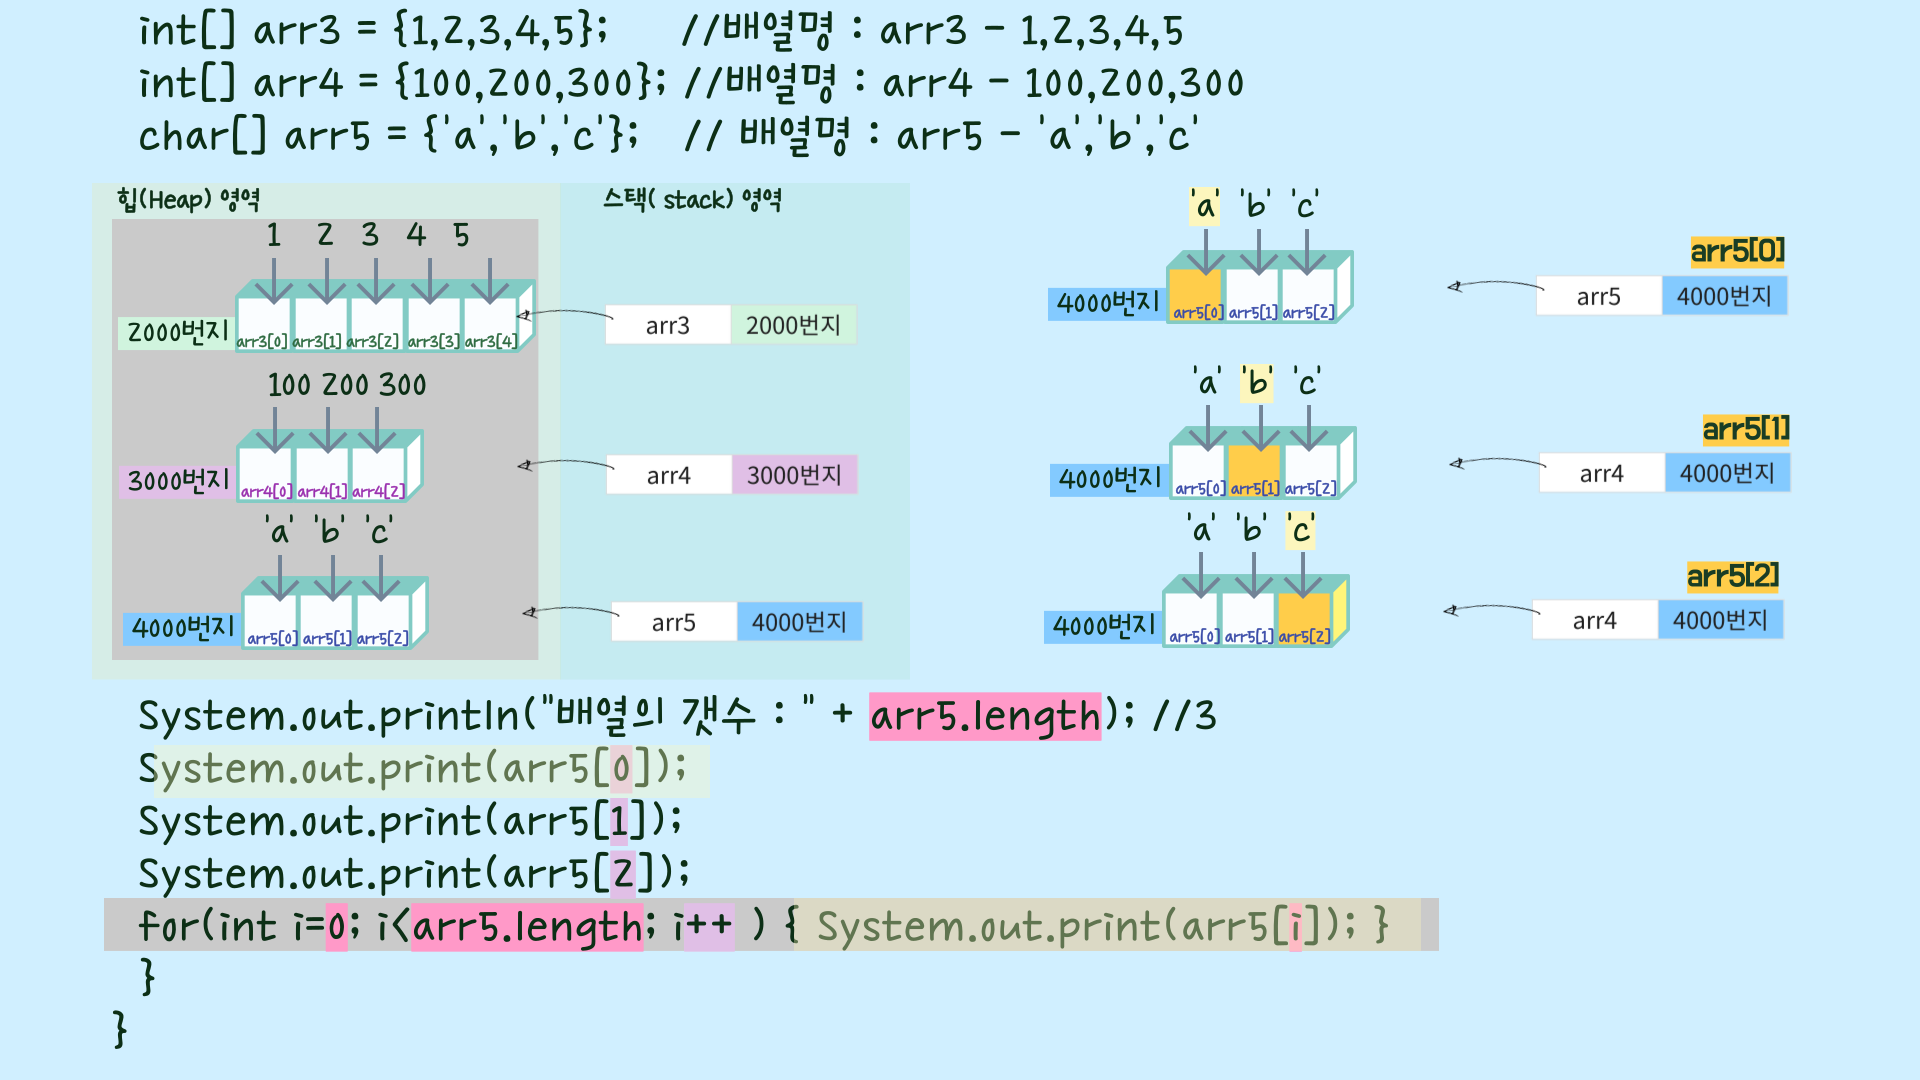 int[] arr3 = {1,2,3,4,5}; //배열명 : arr3 - 1,2,3,4,5
int[] arr4 = {100,200,300}; //배열명 : arr4 - 100,200,300
char[] arr5 = {'a','b','c'}; // 배열명 : arr5 - 'a','b','c'
힙(Heap) 영역
1 2 3 4 5
2000번지
arr3[0] arr3[1] arr3[2] arr3[3] arr3[4]
100 200 300
3000번지
arr4[0] arr4[1] arr4[2]
'a' 'b' 'c'
4000번지
arr5[0] arr5[1] arr5[2]
스택( stack) 영역
arr3 2000번지
arr4 3000번지
arr5 4000번지
'a' 'b' 'c'
4000번지
arr5[0] arr5[1] arr5[2]
arr5[0]
arr5 4000번지
'a' 'b' 'c'
4000번지
arr5[0] arr5[1] arr5[2]
arr5[1]
arr4 4000번지
'a' 'b' 'c'
4000번지
arr5[0] arr5[1] arr5[2]
arr5[2]
arr4 4000번지
System.out.println("배열의 갯수 : " + arr5.length); //3
System.out.print(arr5[0]);
System.out.print(arr5[1]);
System.out.print(arr5[2]);
for(int i=0; i<arr5.length; i++ ) { System.out.print(arr5[i]); }
}
}